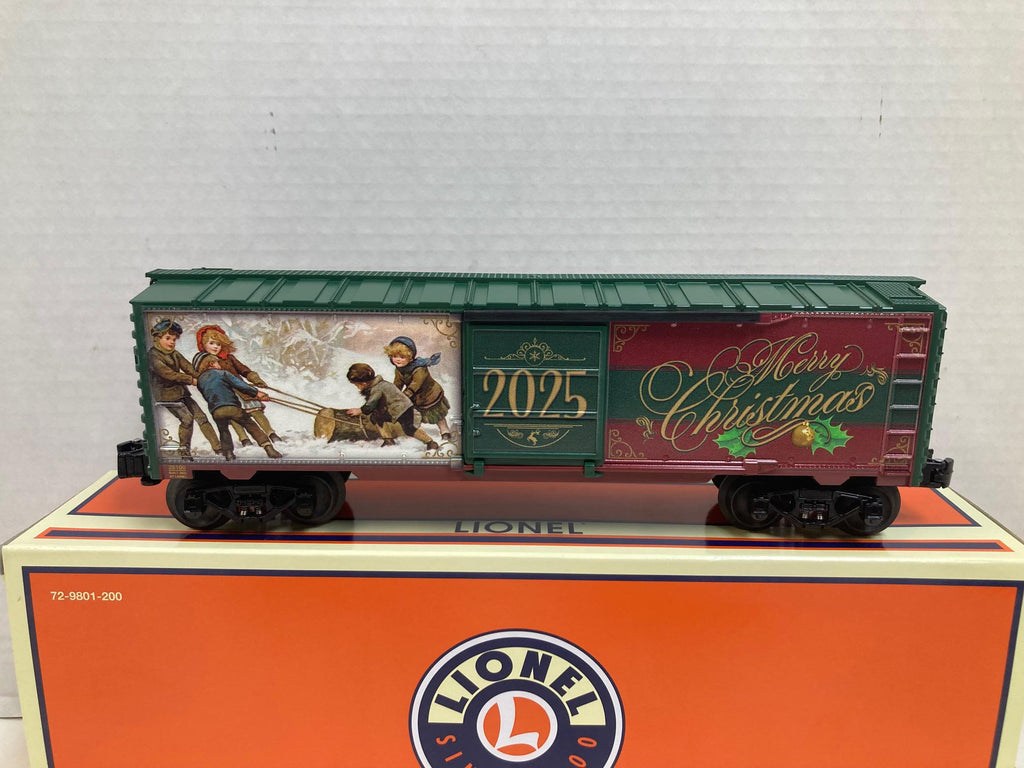 2025
Merry
Christmas
LIONEL
72-9801-200
LIONEL
L